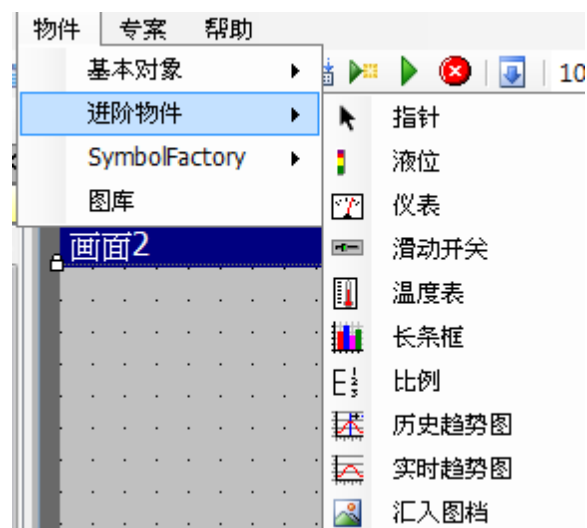 物件 专案 帮助
基本对象
进阶物件
SymbolFactory
图库
10
指针
液位
仪表
滑动开关
温度表
长条框
比例
历史趋势图
实时趋势图
汇入图档
画面2